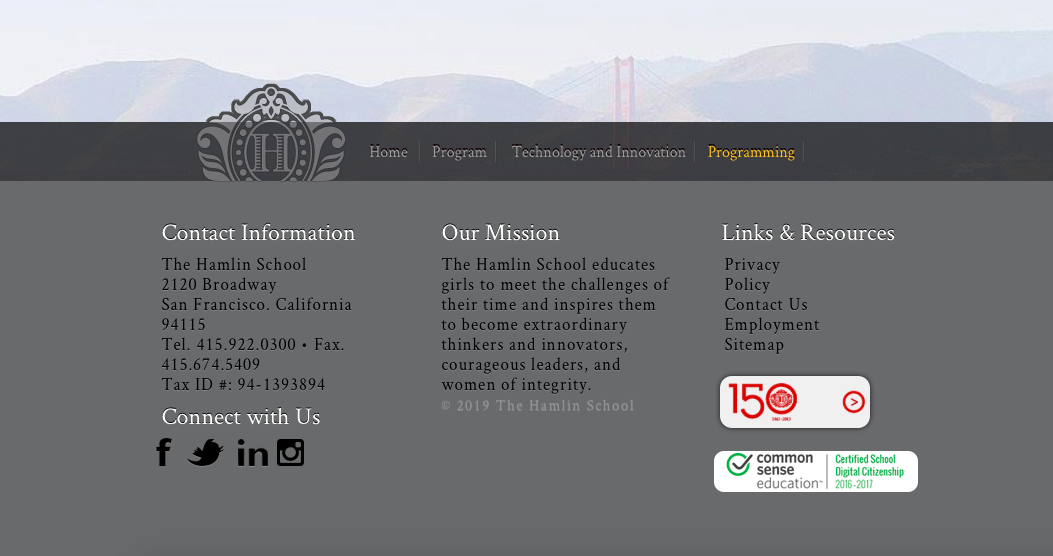 H
Home Program Technology and Innovation Programming
Contact Information
The Hamlin School
2120 Broadway
San Francisco. California
94115
Tel. 415.922.0300 • Fax.
415.674.5409
Tax ID #: 94-1393894
Connect with Us
f in
Our Mission
The Hamlin School educates
girls to meet the challenges of
their time and inspires them
to become extraordinary
thinkers and innovators,
courageous leaders, and
women of integrity.
© 2019 The Hamlin School
Links & Resources
Privacy
Policy
Contact Us
Employment
Sitemap
150
common
sense
education™
Certified School
Digital Citizenship
2016-2017